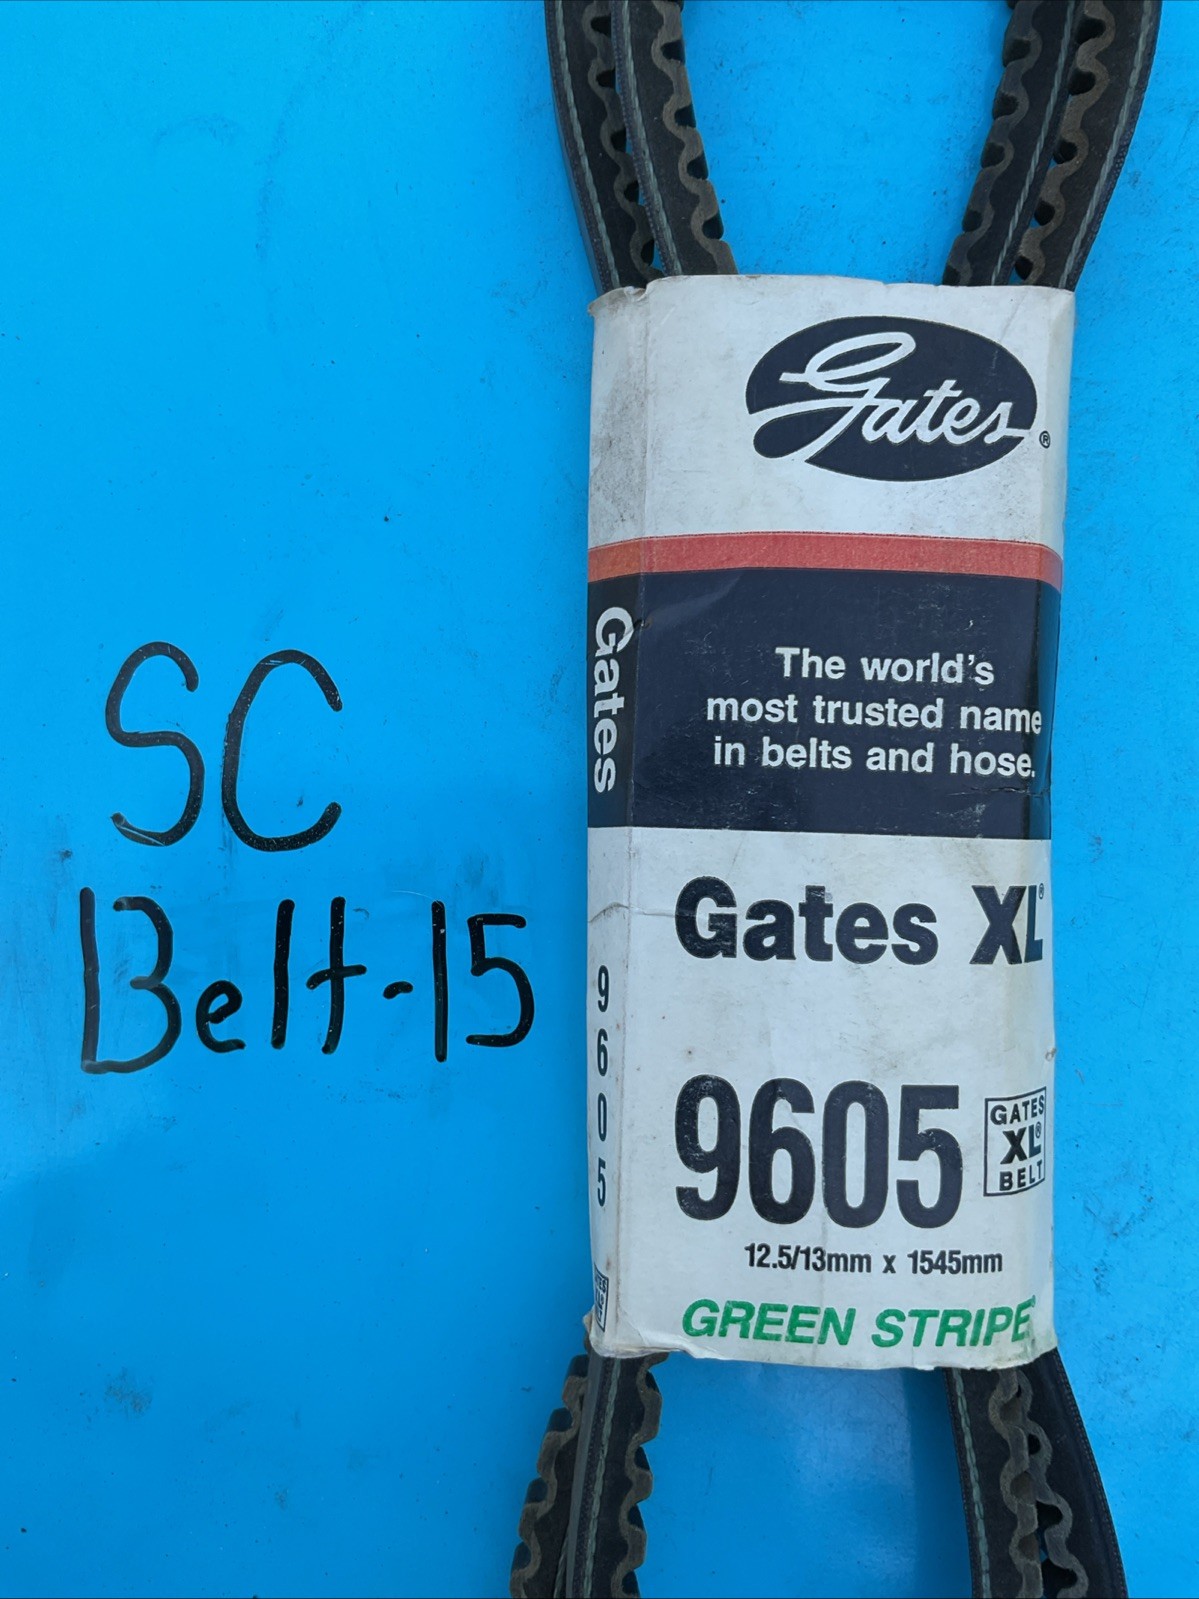 SC
Belt-15
Gates®
The world's
most trusted name
in belts and hose.
Gates XL®
9605
GATES
XL®
BELT
12.5/13mm x 1545mm
GREEN STRIPE®
Gates
9605